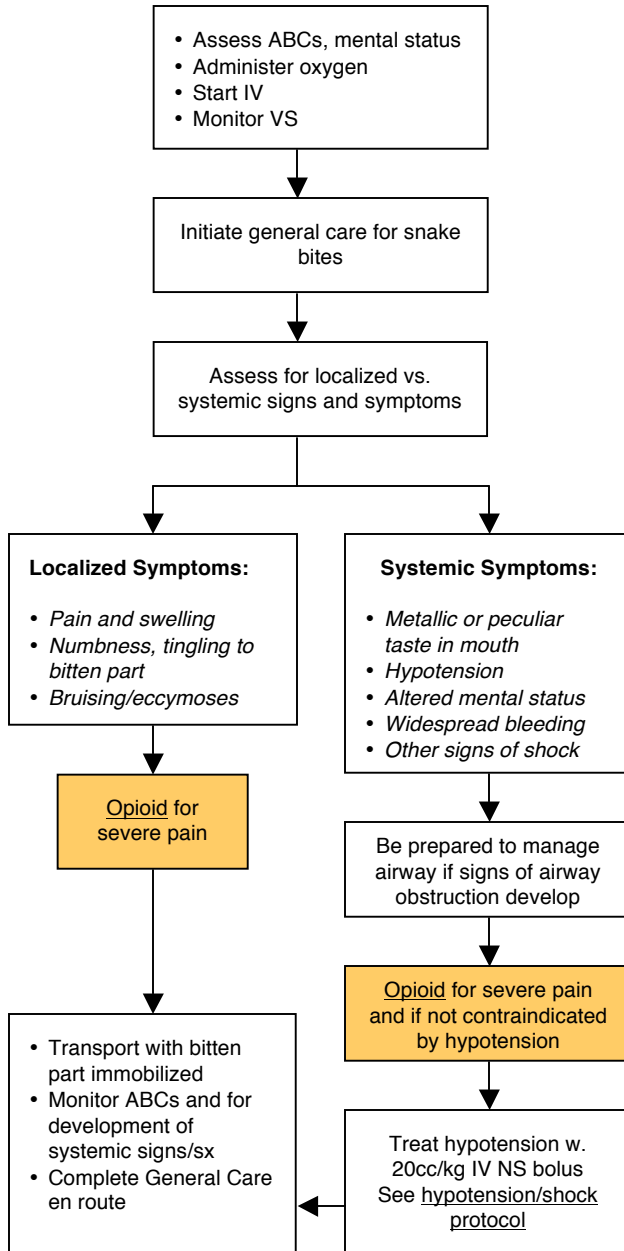 • Assess ABCs, mental status
• Administer oxygen
• Start IV
• Monitor VS
Initiate general care for snake
bites
Assess for localized vs.
systemic signs and symptoms
Localized Symptoms:
• Pain and swelling
• Numbness, tingling to
bitten part
• Bruising/eccymoses
Opioid for
severe pain
Systemic Symptoms:
• Metallic or peculiar
taste in mouth
• Hypotension
• Altered mental status
• Widespread bleeding
• Other signs of shock
Be prepared to manage
airway if signs of airway
obstruction develop
Opioid for severe pain
and if not contraindicated
by hypotension
Treat hypotension w.
20cc/kg IV NS bolus
See hypotension/shock
protocol
• Transport with bitten
part immobilized
• Monitor ABCs and for
development of
systemic signs/sx
• Complete General Care
en route